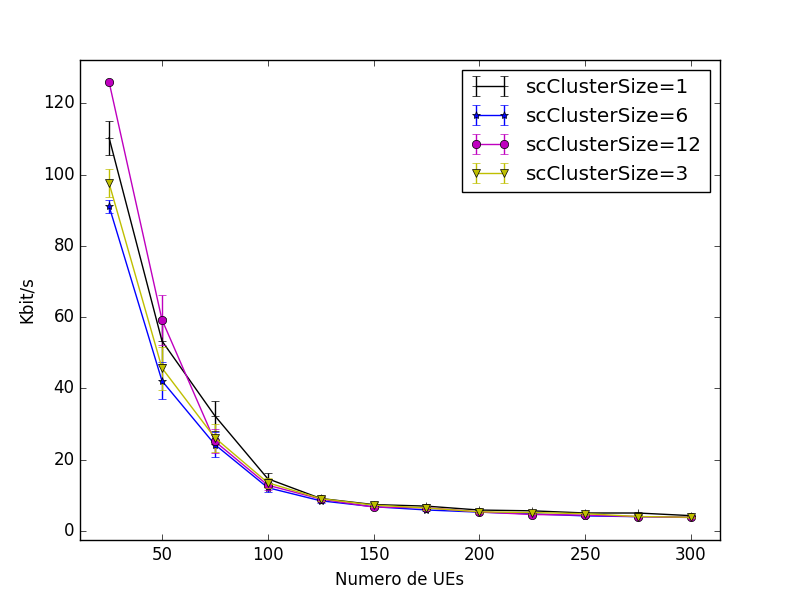 120
100
80
60
40
20
0
Kbit/s
scClusterSize=1
scClusterSize=6
scClusterSize=12
scClusterSize=3
50 100 150 200 250 300
Numero de UEs